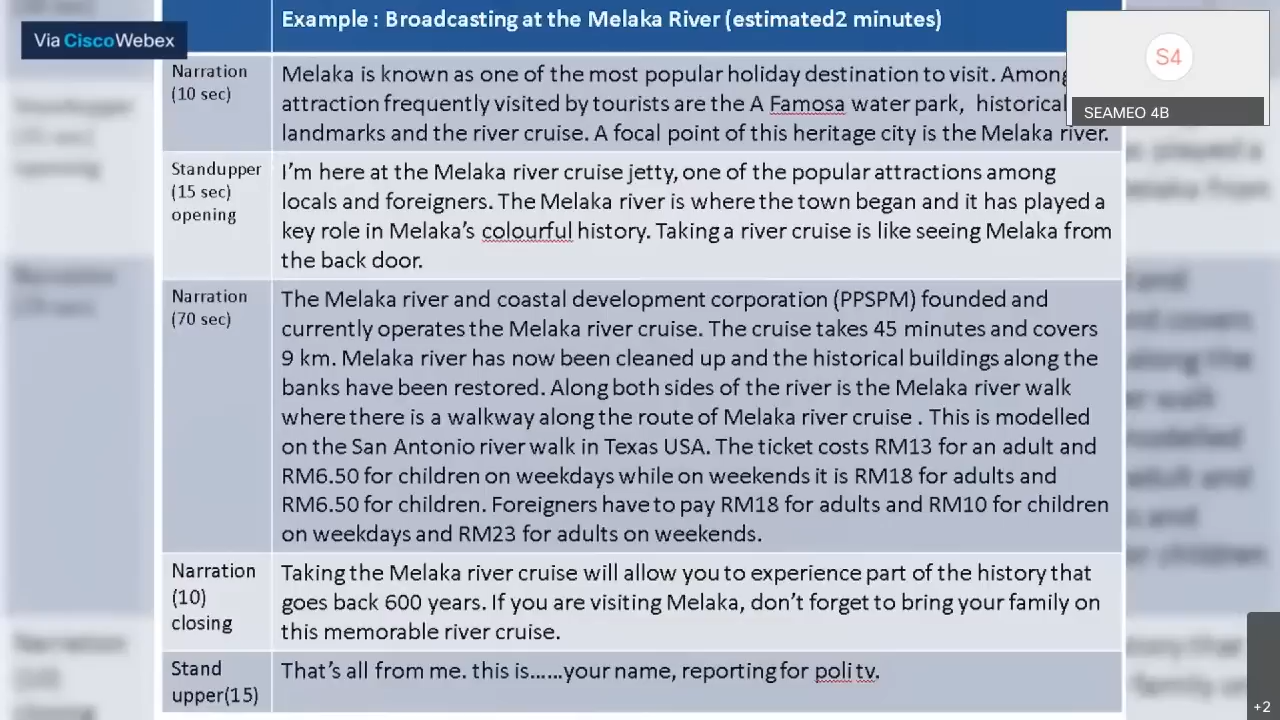 Via CiscoWebex
Example : Broadcasting at the Melaka River (estimated2 minutes)
S4
SEAMEO 4B
Narration
(10 sec)
Melaka is known as one of the most popular holiday destination to visit. Among
attraction frequently visited by tourists are the A Famosa water park, historical
landmarks and the river cruise. A focal point of this heritage city is the Melaka river.
Standupper
(15 sec)
opening
I'm here at the Melaka river cruise jetty, one of the popular attractions among
locals and foreigners. The Melaka river is where the town began and it has played a
key role in Melaka's colourful history. Taking a river cruise is like seeing Melaka from
the back door.
Narration
(70 sec)
The Melaka river and coastal development corporation (PPSPM) founded and
currently operates the Melaka river cruise. The cruise takes 45 minutes and covers
9 km. Melaka river has now been cleaned up and the historical buildings along the
banks have been restored. Along both sides of the river is the Melaka river walk
where there is a walkway along the route of Melaka river cruise . This is modelled
on the San Antonio river walk in Texas USA. The ticket costs RM13 for an adult and
RM6.50 for children on weekdays while on weekends it is RM18 for adults and
RM6.50 for children. Foreigners have to pay RM18 for adults and RM10 for children
on weekdays and RM23 for adults on weekends.
Narration
(10)
closing
Taking the Melaka river cruise will allow you to experience part of the history that
goes back 600 years. If you are visiting Melaka, don't forget to bring your family on
this memorable river cruise.
Stand
upper(15)
That's all from me. this is......your name, reporting for poli tv.
+2